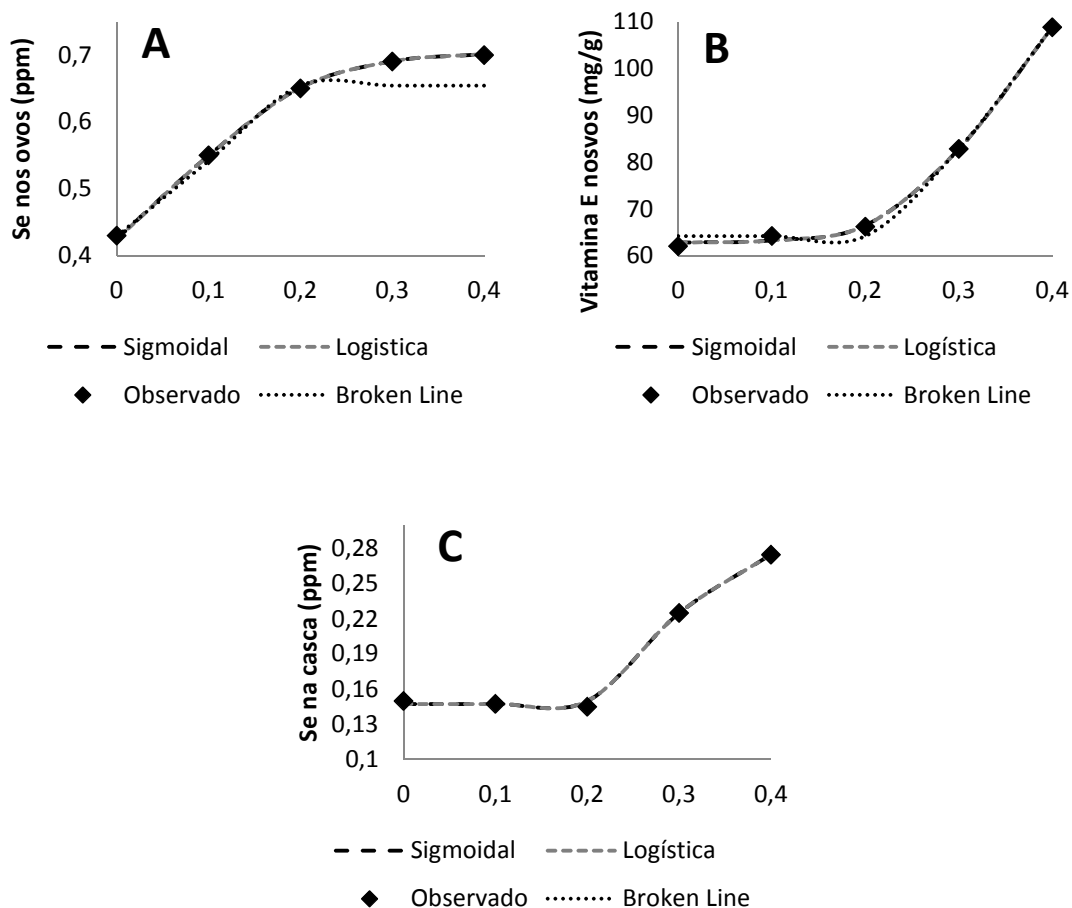 A
Se nos ovos (ppm)
0,7
0,6
0,5
0,4
0 0,1 0,2 0,3 0,4
Sigmoidal Logistica
Observado Broken Line
B
Vitamina E nosvos (mg/g)
110
100
90
80
70
60
0 0,1 0,2 0,3 0,4
Sigmoidal Logística
Observado Broken Line
C
Se na casca (ppm)
0,28
0,25
0,22
0,19
0,16
0,13
0,1
0 0,1 0,2 0,3 0,4
Sigmoidal Logística
Observado Broken Line